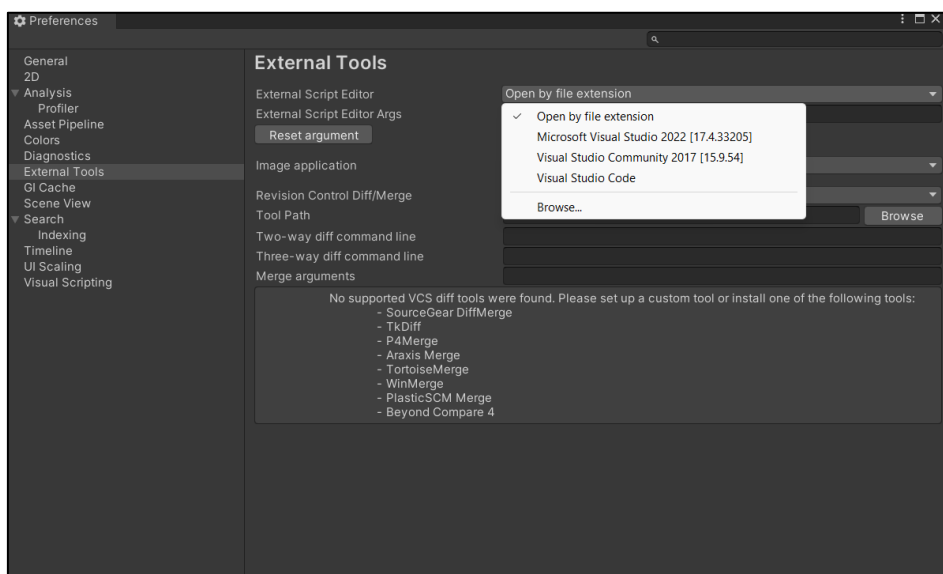 Preferences
General
2D
Analysis
Profiler
Asset Pipeline
Colors
Diagnostics
External Tools
GI Cache
Scene View
Search
Indexing
Timeline
UI Scaling
Visual Scripting
External Tools
External Script Editor
Open by file extension
External Script Editor Args
Reset argument
Open by file extension
Microsoft Visual Studio 2022 [17.4.33205]
Visual Studio Community 2017 [15.9.54]
Visual Studio Code
Browse...
Image application
Revision Control Diff/Merge
Tool Path
Browse
Two-way diff command line
Three-way diff command line
Merge arguments
No supported VCS diff tools were found. Please set up a custom tool or install one of the following tools:
- SourceGear DiffMerge
- TkDiff
- P4Merge
- Araxis Merge
- TortoiseMerge
- WinMerge
- PlasticSCM Merge
- Beyond Compare 4